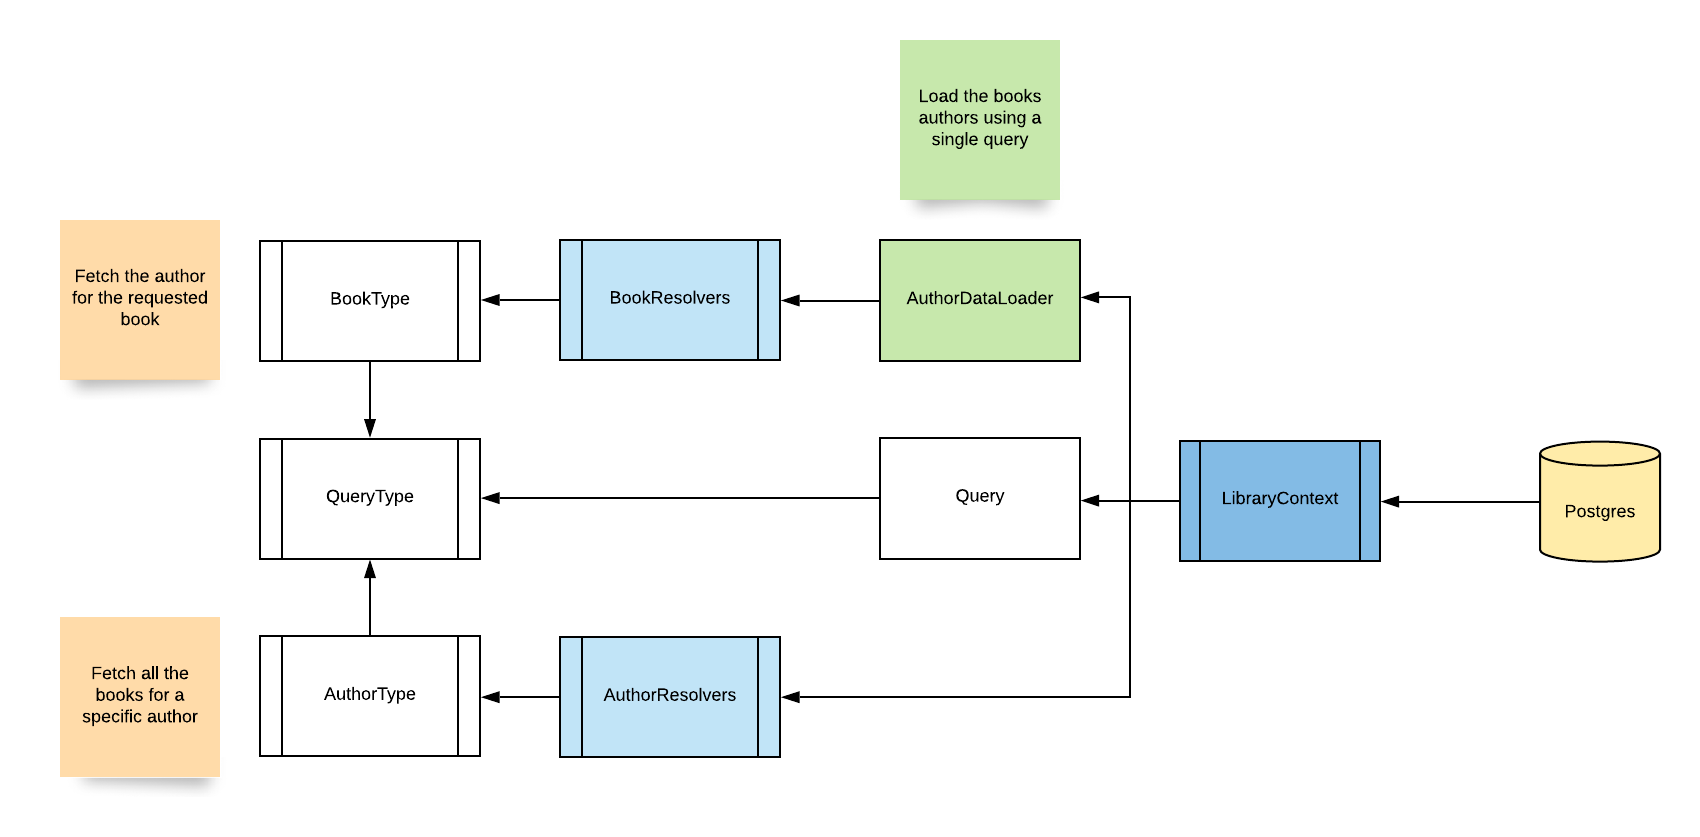 Load the books
authors using a
single query
Fetch the author
for the requested
book
BookType
BookResolvers
AuthorDataLoader
QueryType
Query
LibraryContext
Postgres
Fetch all the
books for a
specific author
AuthorType
AuthorResolvers